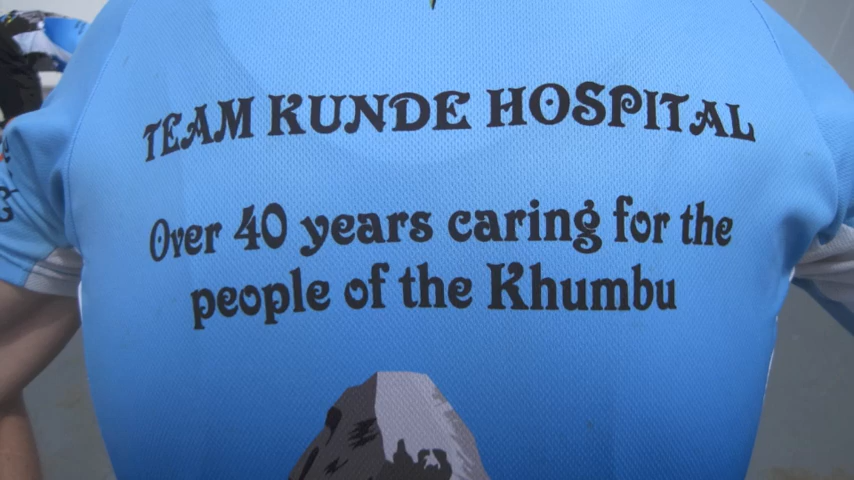 TEAM KUNDE HOSPITAL
Over 40 years caring for the
people of the Khumbu